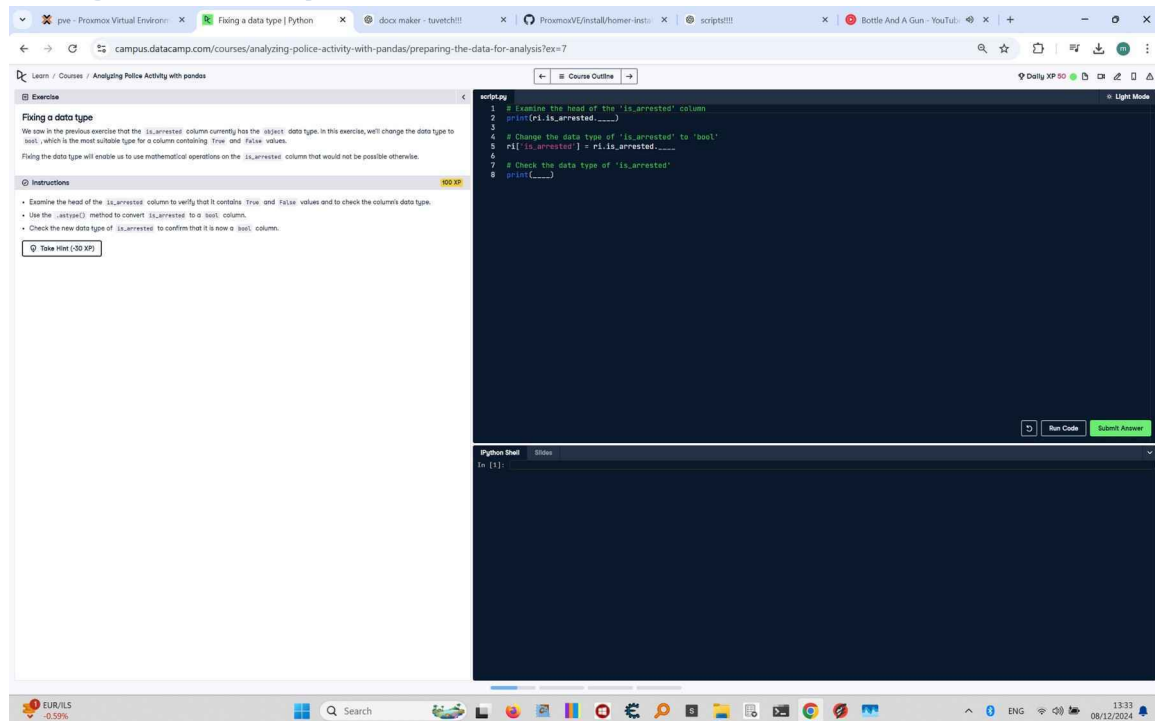 pve - Proxmox Virtual Environm
Fixing a data type | Python
docx maker - tuvetch!!!
ProxmoxVE/install/homer-instal
scripts!!!!
Bottle And A Gun - YouTube
campus.datacamp.com/courses/analyzing-police-activity-with-pandas/preparing-the-data-for-analysis?ex=7
m
Learn / Courses / Analyzing Police Activity with pandas
Course Outline
Daily XP 50
Exercise
Fixing a data type
We saw in the previous exercise that the is_arrested column currently has the object data type. In this exercise, we'll change the data type to
bool, which is the most suitable type for a column containing True and False values.
Fixing the data type will enable us to use mathematical operations on the is_arrested column that would not be possible otherwise.
Instructions
100 XP
• Examine the head of the is_arrested column to verify that it contains True and False values and to check the column's data type.
• Use the .astype() method to convert is_arrested to a bool column.
• Check the new data type of is_arrested to confirm that it is now a bool column.
Take Hint (-30 XP)
script.py
Light Mode
1 # Examine the head of the 'is_arrested' column
2 print(ri.is_arrested.____)
3
4 # Change the data type of 'is_arrested' to 'bool'
5 ri['is_arrested'] = ri.is_arrested.____
6
7 # Check the data type of 'is_arrested'
8 print(____)
Run Code
Submit Answer
IPython Shell
Slides
In [1]:
EUR/ILS
-0.59%
Search
ENG
13:33
08/12/2024